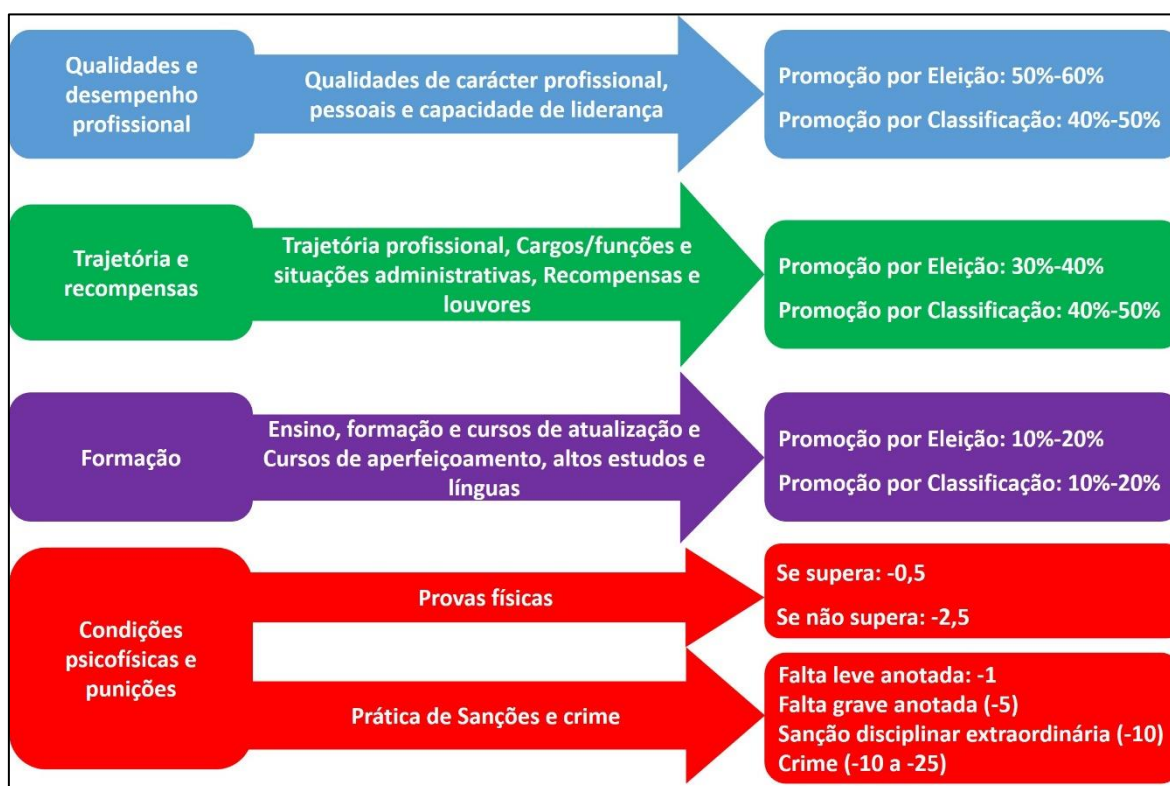 Qualidades e
desempenho
profissional
Qualidades de carácter profissional,
pessoais e capacidade de liderança
Promoção por Eleição: 50%-60%
Promoção por Classificação: 40%-50%
Trajetória e
recompensas
Trajetória profissional, Cargos/funções e
situações administrativas, Recompensas e
louvores
Promoção por Eleição: 30%-40%
Promoção por Classificação: 40%-50%
Formação
Ensino, formação e cursos de atualização e
Cursos de aperfeiçoamento, altos estudos e
línguas
Promoção por Eleição: 10%-20%
Promoção por Classificação: 10%-20%
Condições
psicofísicas e
punições
Provas físicas
Se supera: -0,5
Se não supera: -2,5
Prática de Sanções e crime
Falta leve anotada: -1
Falta grave anotada (-5)
Sanção disciplinar extraordinária (-10)
Crime (-10 a -25)